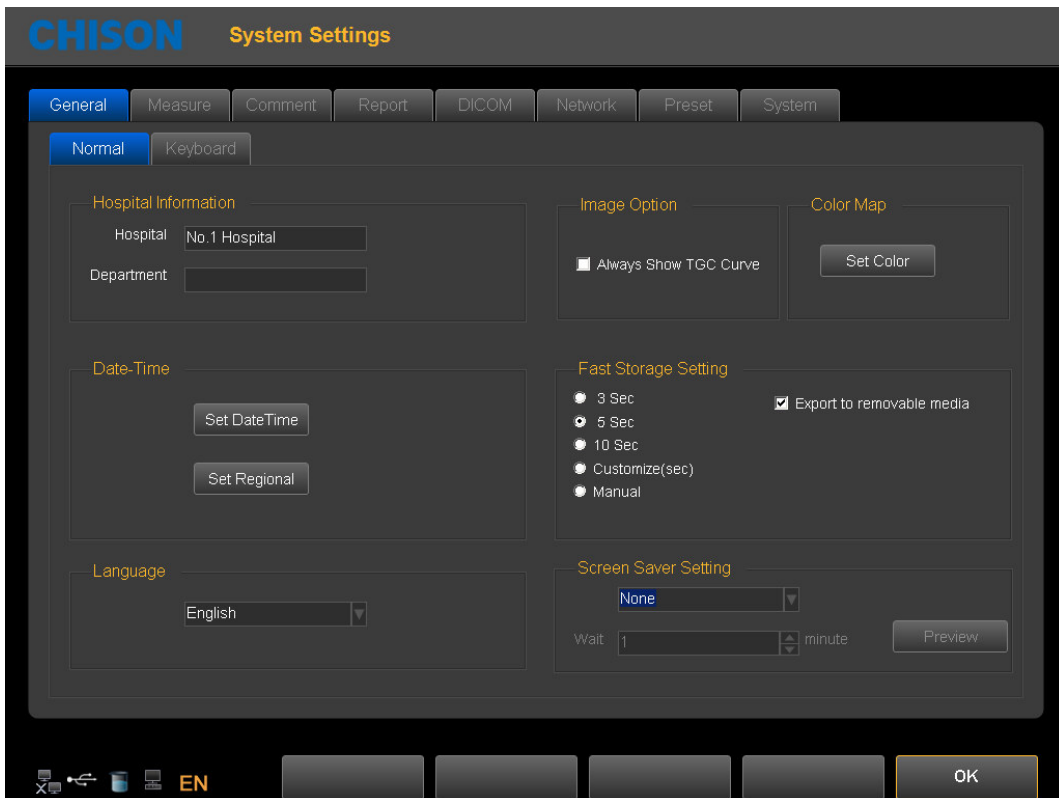 CHISON System Settings
General Measure Comment Report DICOM Network Preset System
Normal Keyboard
Hospital Information
Hospital No.1 Hospital
Department
Image Option
Always Show TGC Curve
Color Map
Set Color
Date-Time
Set DateTime
Set Regional
Fast Storage Setting
3 Sec
5 Sec
10 Sec
Customize(sec)
Manual
Export to removable media
Language
English
Screen Saver Setting
None
Wait 1 minute Preview
EN OK